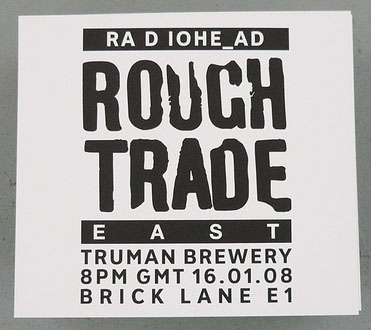 RA D IOHE_AD
ROUGH
TRADE
EAST
TRUMAN BREWERY
8PM GMT 16.01.08
BRICK LANE E1